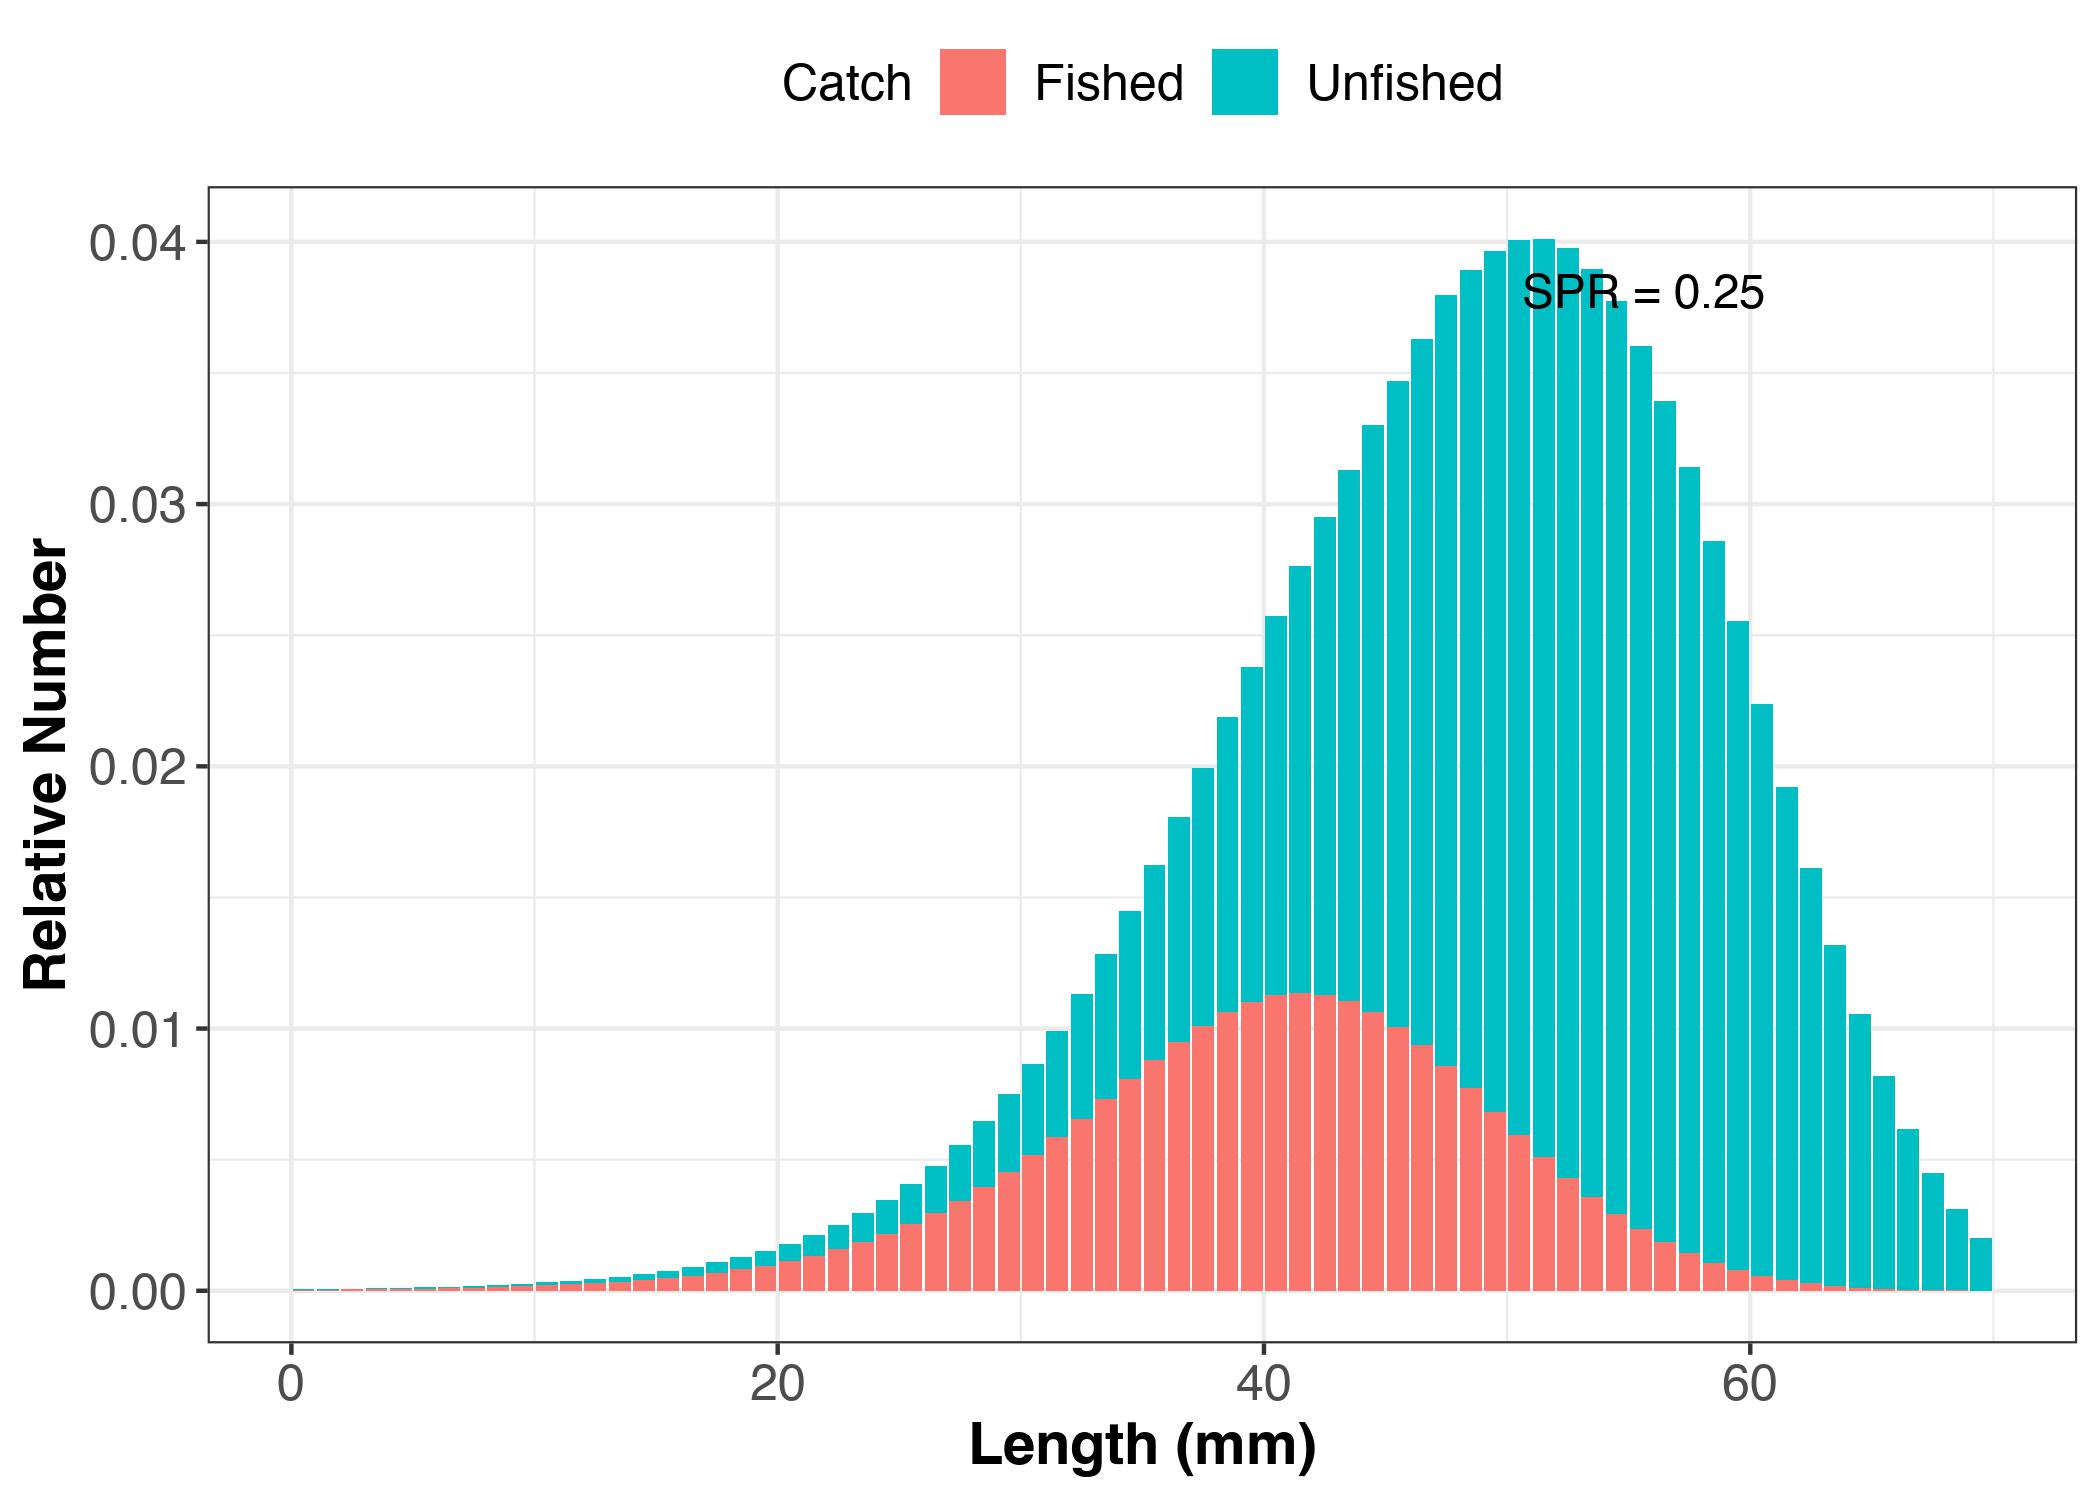 Catch Fished Unfished
SPR = 0.25
0.04
0.03
0.02
0.01
0.00
Relative Number
0 20 40 60
Length (mm)